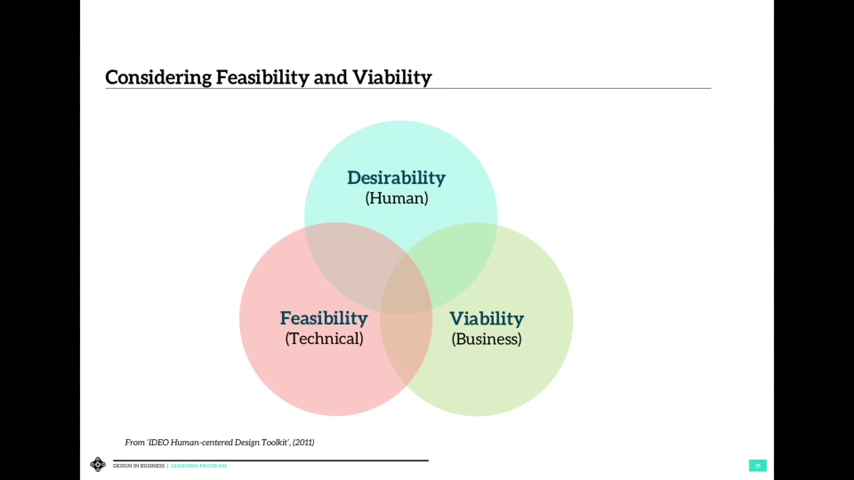 Considering Feasibility and Viability
Desirability
(Human)
Feasibility
(Technical)
Viability
(Business)
From 'IDEO Human-centered Design Toolkit', (2011)
DESIGN IN BUSINESS | LEARNING PROGRAM